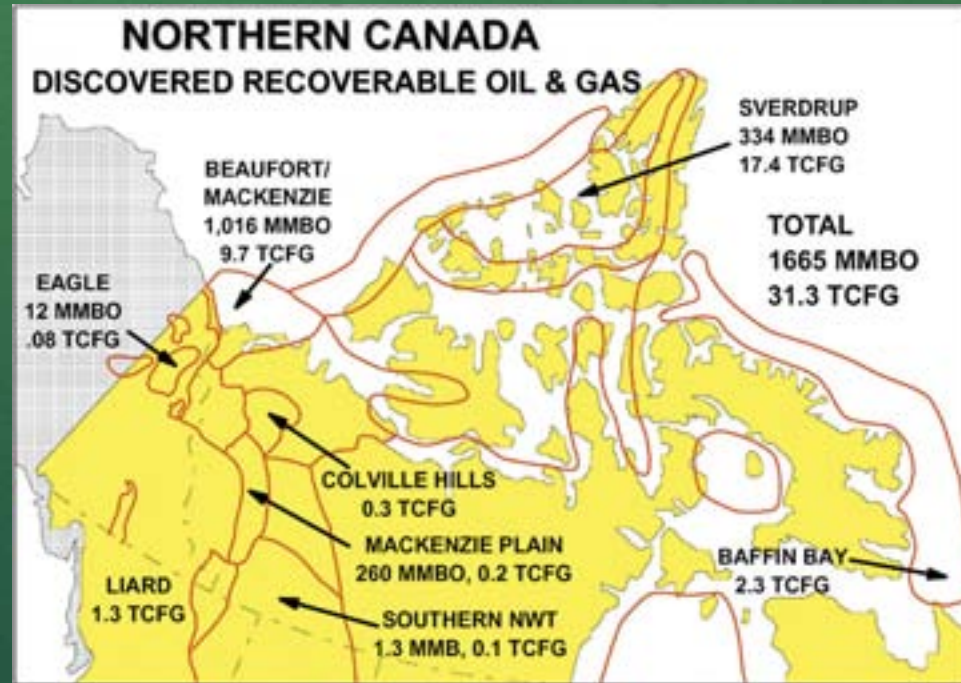 NORTHERN CANADA
DISCOVERED RECOVERABLE OIL & GAS
SVERDRUP
334 MMBO
17.4 TCFG
BEAUFORT/
MACKENZIE
1,016 MMBO
9.7 TCFG
TOTAL
1665 MMBO
31.3 TCFG
EAGLE
12 MMBO
.08 TCFG
COLVILLE HILLS
0.3 TCFG
MACKENZIE PLAIN
260 MMBO, 0.2 TCFG
BAFFIN BAY
2.3 TCFG
LIARD
1.3 TCFG
SOUTHERN NWT
1.3 MMB, 0.1 TCFG